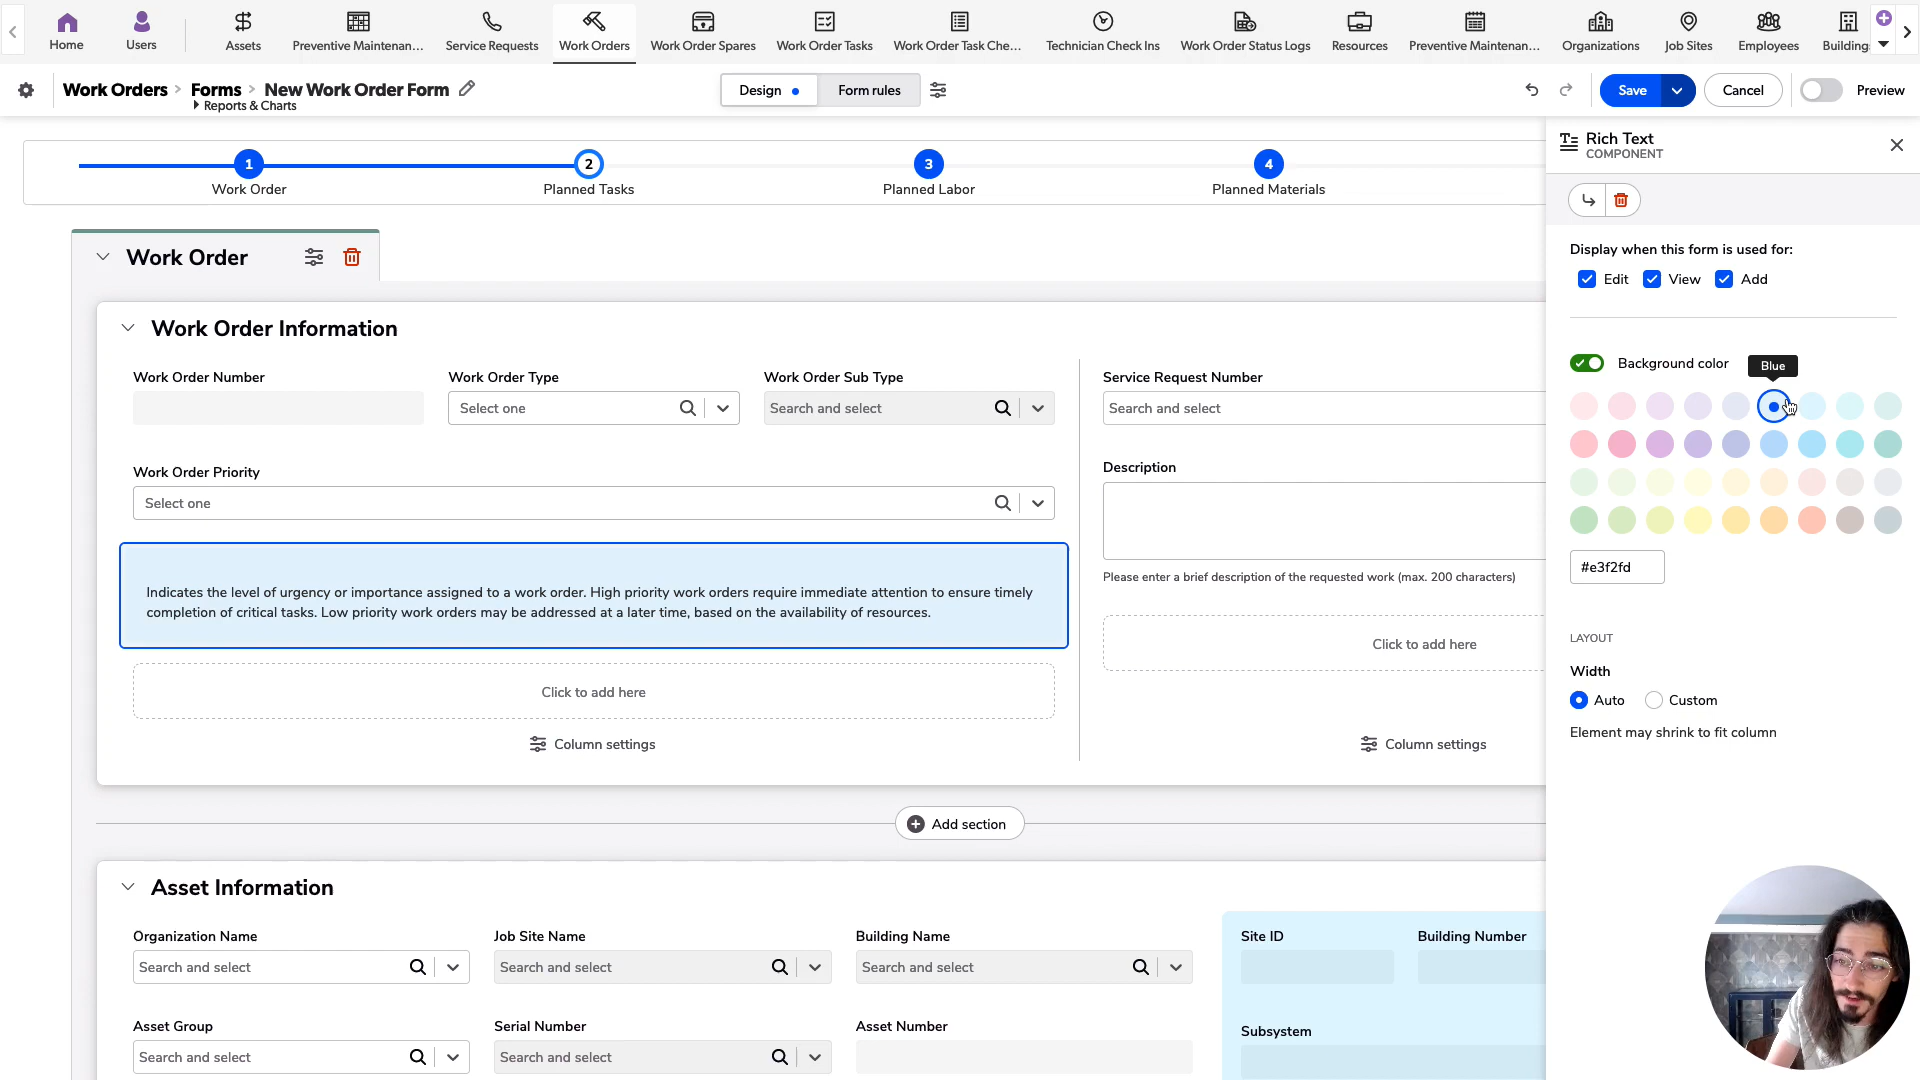 Home
Users
Assets
Preventive Maintenan...
Service Requests
Work Orders
Work Order Spares
Work Order Tasks
Work Order Task Che...
Technician Check Ins
Work Order Status Logs
Resources
Preventive Maintenan...
Organizations
Job Sites
Employees
Building
Work Orders > Forms > New Work Order Form
Reports & Charts
Design
Form rules
Save
Cancel
Preview
1
2
3
4
Work Order
Planned Tasks
Planned Labor
Planned Materials
Work Order
Work Order Information
Work Order Number
Work Order Type
Work Order Sub Type
Service Request Number
Select one
Search and select
Search and select
Work Order Priority
Description
Select one
Indicates the level of urgency or importance assigned to a work order. High priority work orders require immediate attention to ensure timely
completion of critical tasks. Low priority work orders may be addressed at a later time, based on the availability of resources.
Please enter a brief description of the requested work (max. 200 characters)
Click to add here
Click to add here
Column settings
Column settings
Add section
Asset Information
Organization Name
Job Site Name
Building Name
Site ID
Building Number
Search and select
Search and select
Search and select
Asset Group
Serial Number
Asset Number
Subsystem
Search and select
Search and select
Rich Text
COMPONENT
Display when this form is used for:
Edit
View
Add
Background color
Blue
#e3f2fd
LAYOUT
Width
Auto
Custom
Element may shrink to fit column